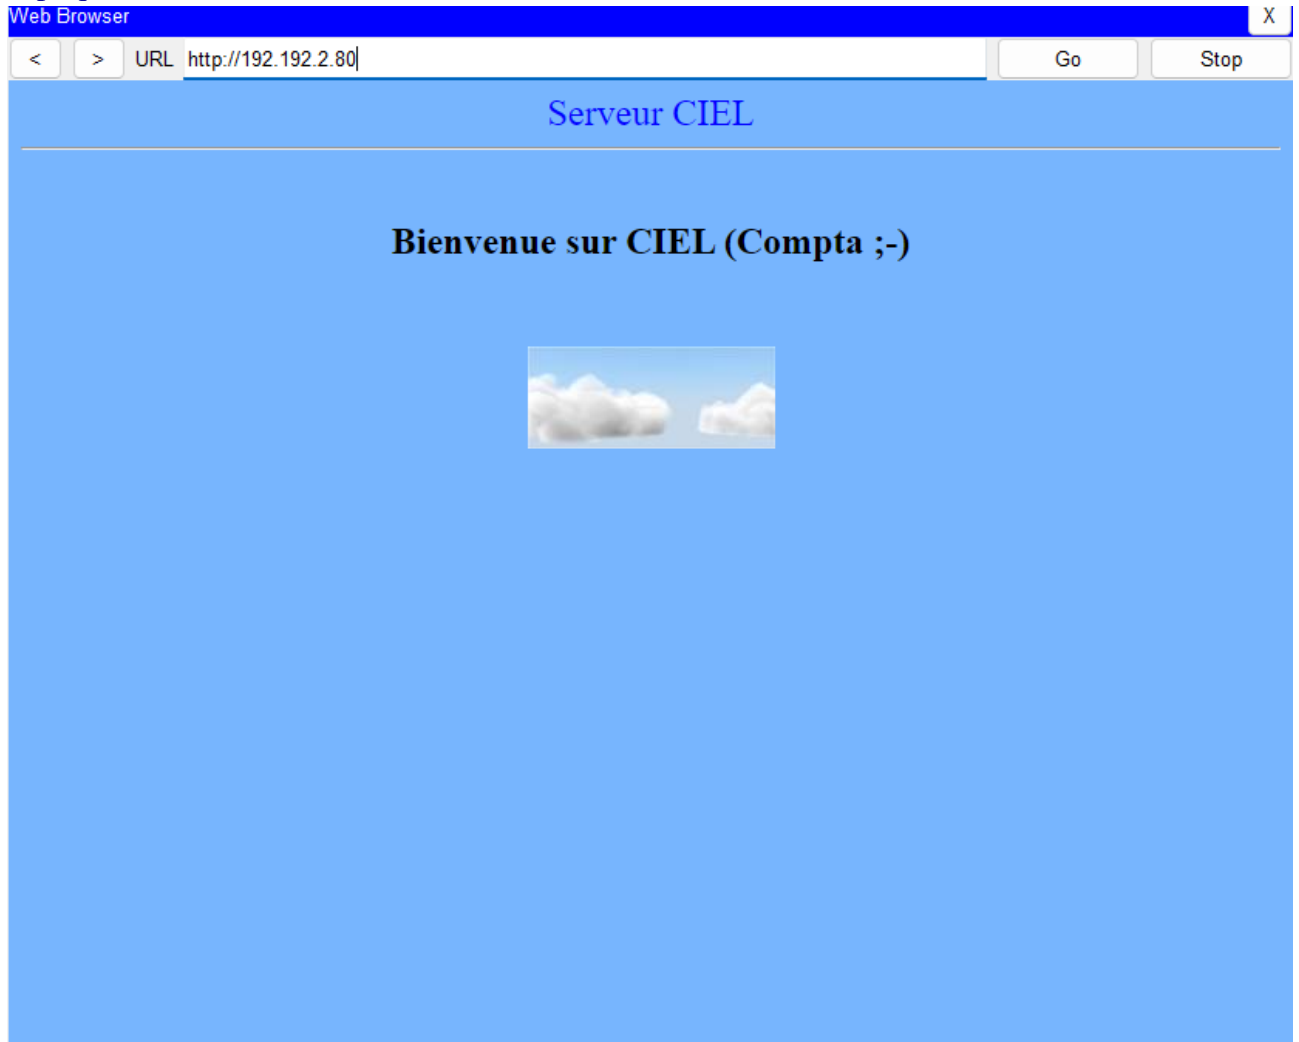 Web Browser X
< > URL http://192.192.2.80 Go Stop
Serveur CIEL
Bienvenue sur CIEL (Compta ;-)